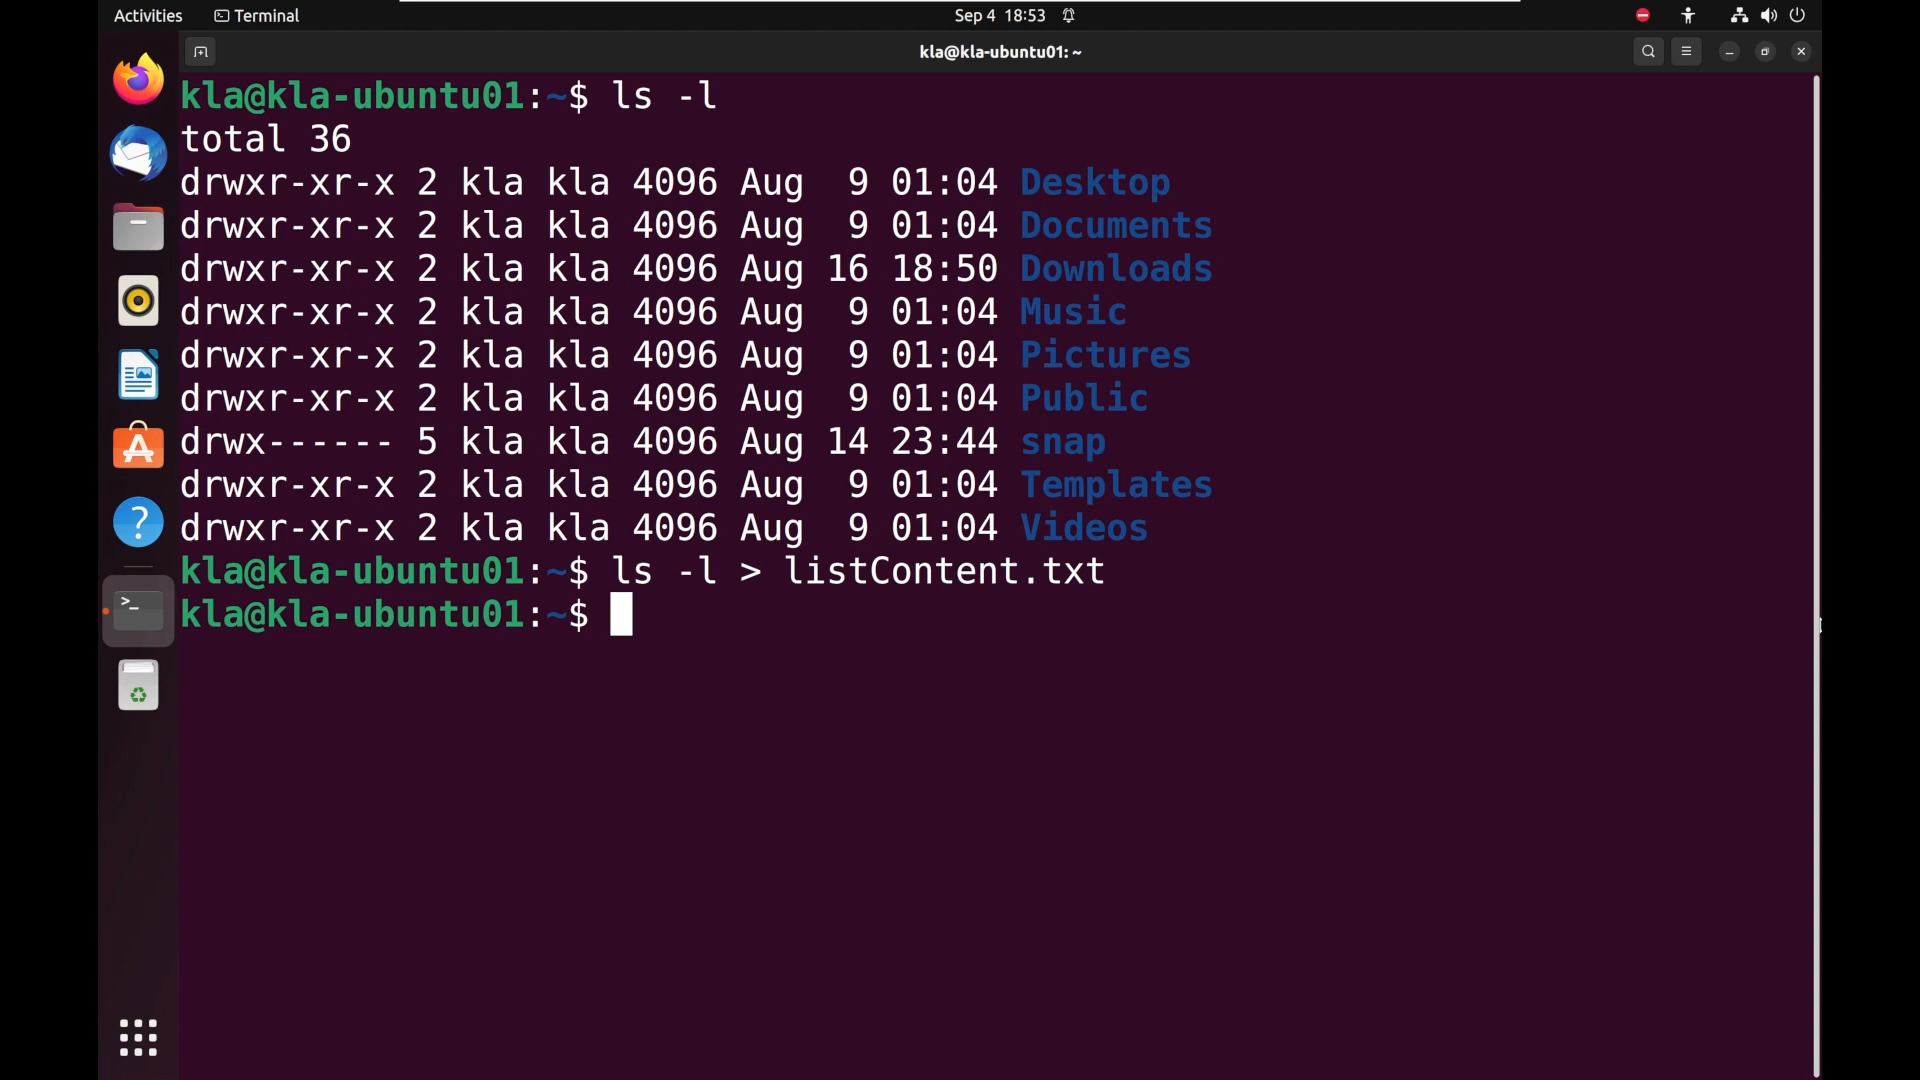 Activities Terminal Sep 4 18:53
kla@kla-ubuntu01: ~
kla@kla-ubuntu01:~$ ls -l
total 36
drwxr-xr-x 2 kla kla 4096 Aug  9 01:04 Desktop
drwxr-xr-x 2 kla kla 4096 Aug  9 01:04 Documents
drwxr-xr-x 2 kla kla 4096 Aug 16 18:50 Downloads
drwxr-xr-x 2 kla kla 4096 Aug  9 01:04 Music
drwxr-xr-x 2 kla kla 4096 Aug  9 01:04 Pictures
drwxr-xr-x 2 kla kla 4096 Aug  9 01:04 Public
drwx------ 5 kla kla 4096 Aug 14 23:44 snap
drwxr-xr-x 2 kla kla 4096 Aug  9 01:04 Templates
drwxr-xr-x 2 kla kla 4096 Aug  9 01:04 Videos
kla@kla-ubuntu01:~$ ls -l > listContent.txt
kla@kla-ubuntu01:~$